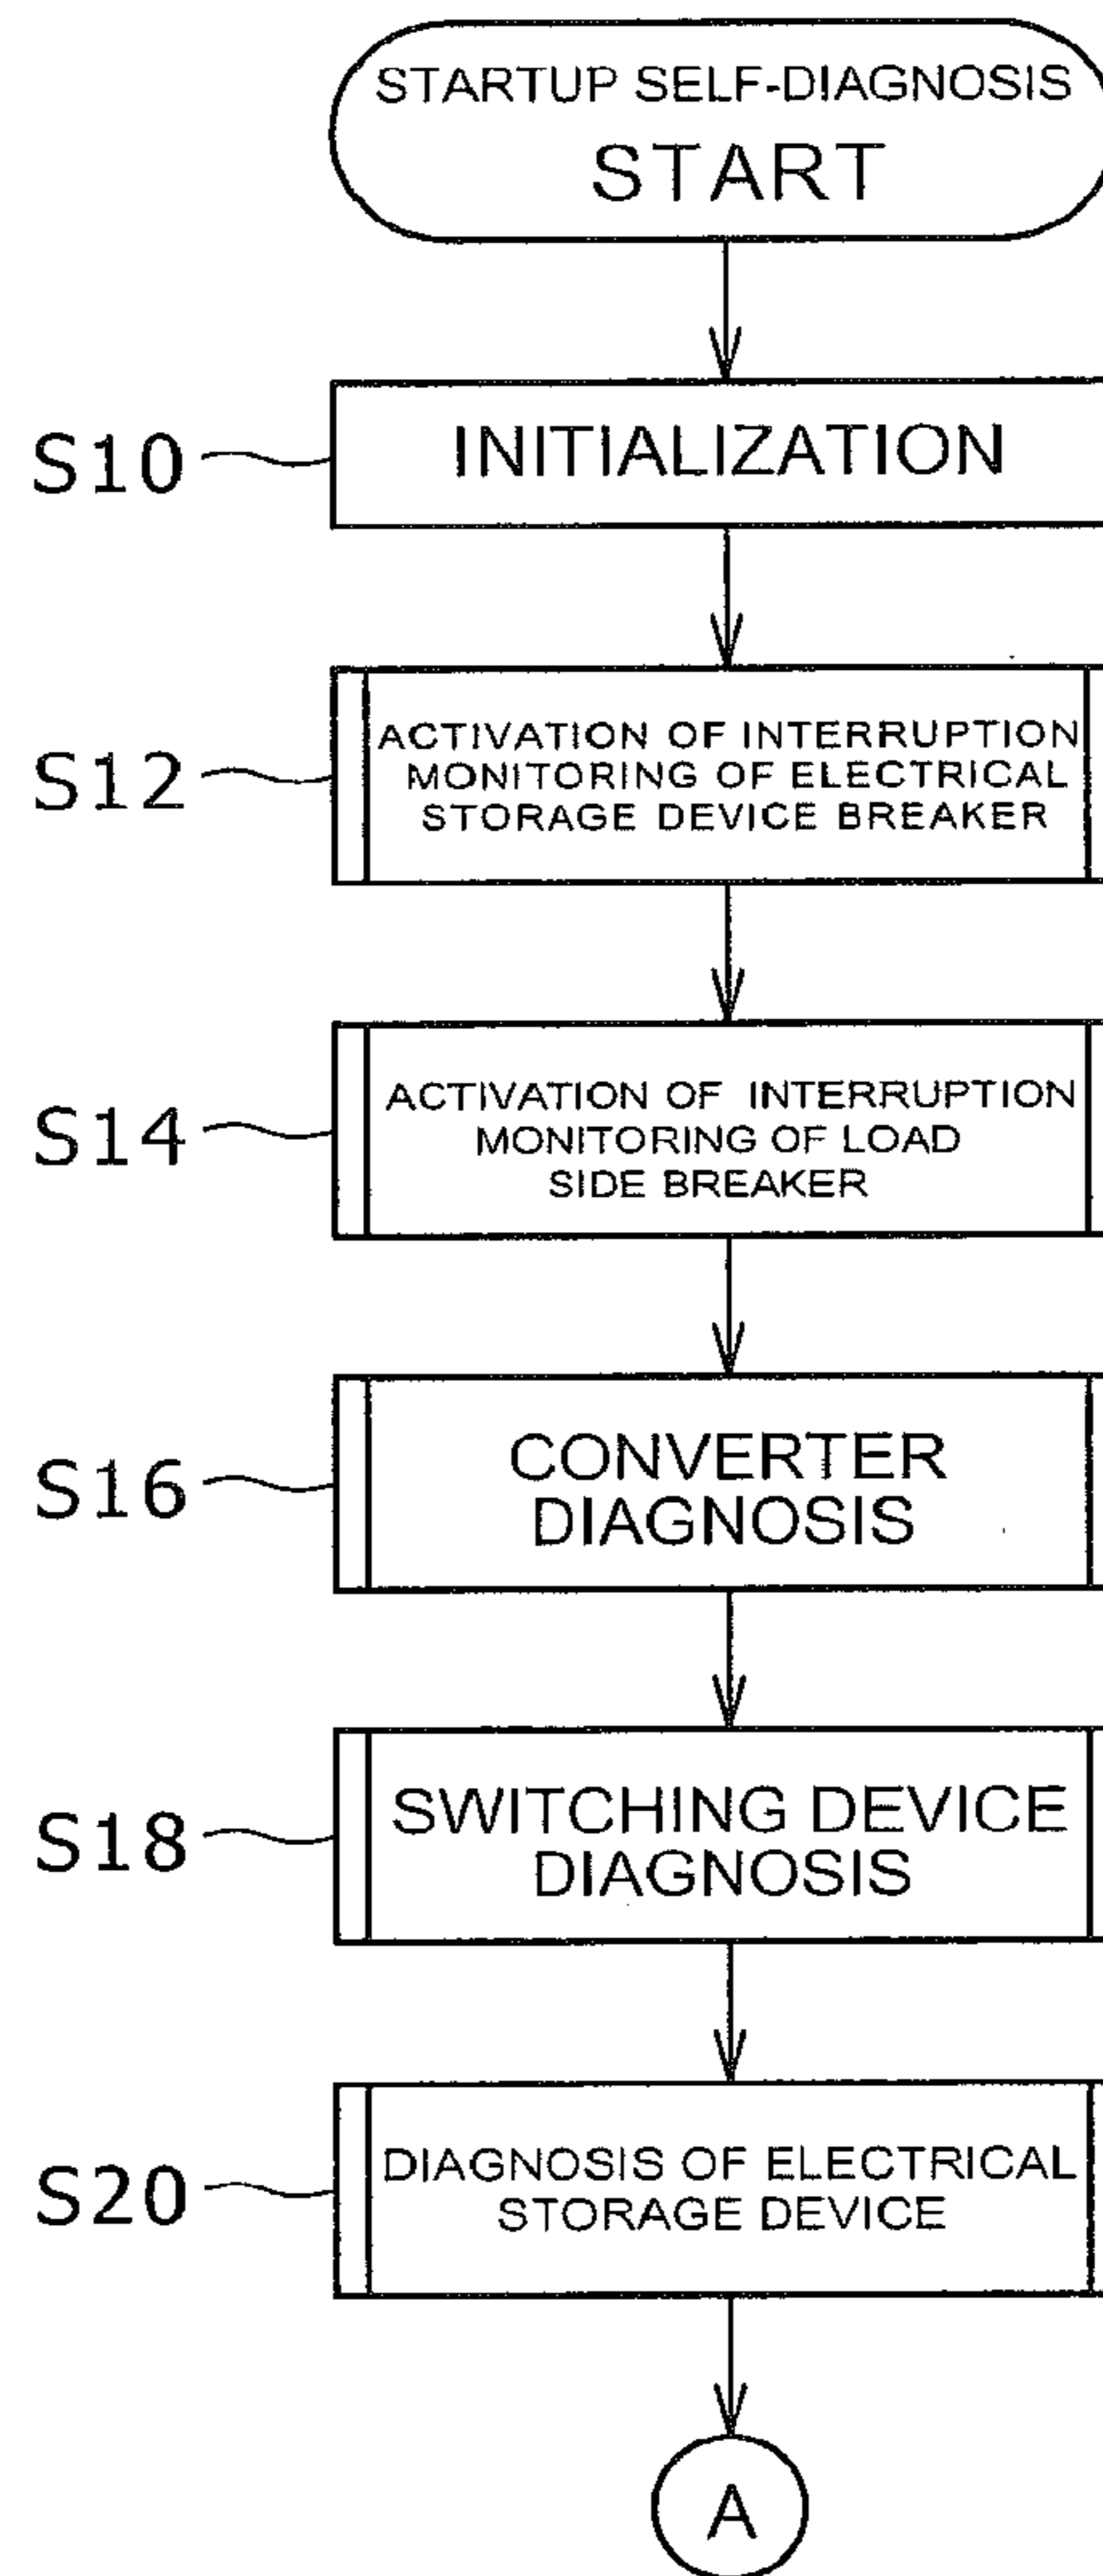 STARTUP SELF-DIAGNOSIS
START
S10
INITIALIZATION
S12
ACTIVATION OF INTERRUPTION
MONITORING OF ELECTRICAL
STORAGE DEVICE BREAKER
S14
ACTIVATION OF INTERRUPTION
MONITORING OF LOAD
SIDE BREAKER
S16
CONVERTER
DIAGNOSIS
S18
SWITCHING DEVICE
DIAGNOSIS
S20
DIAGNOSIS OF ELECTRICAL
STORAGE DEVICE
A